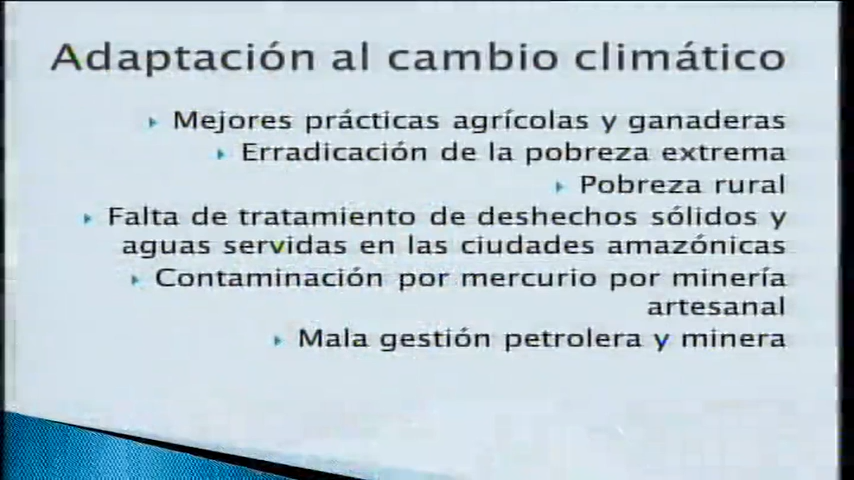 Adaptación al cambio climático
Mejores prácticas agrícolas y ganaderas
Erradicación de la pobreza extrema
Pobreza rural
Falta de tratamiento de deshechos sólidos y
aguas servidas en las ciudades amazónicas
Contaminación por mercurio por minería
artesanal
Mala gestión petrolera y minera